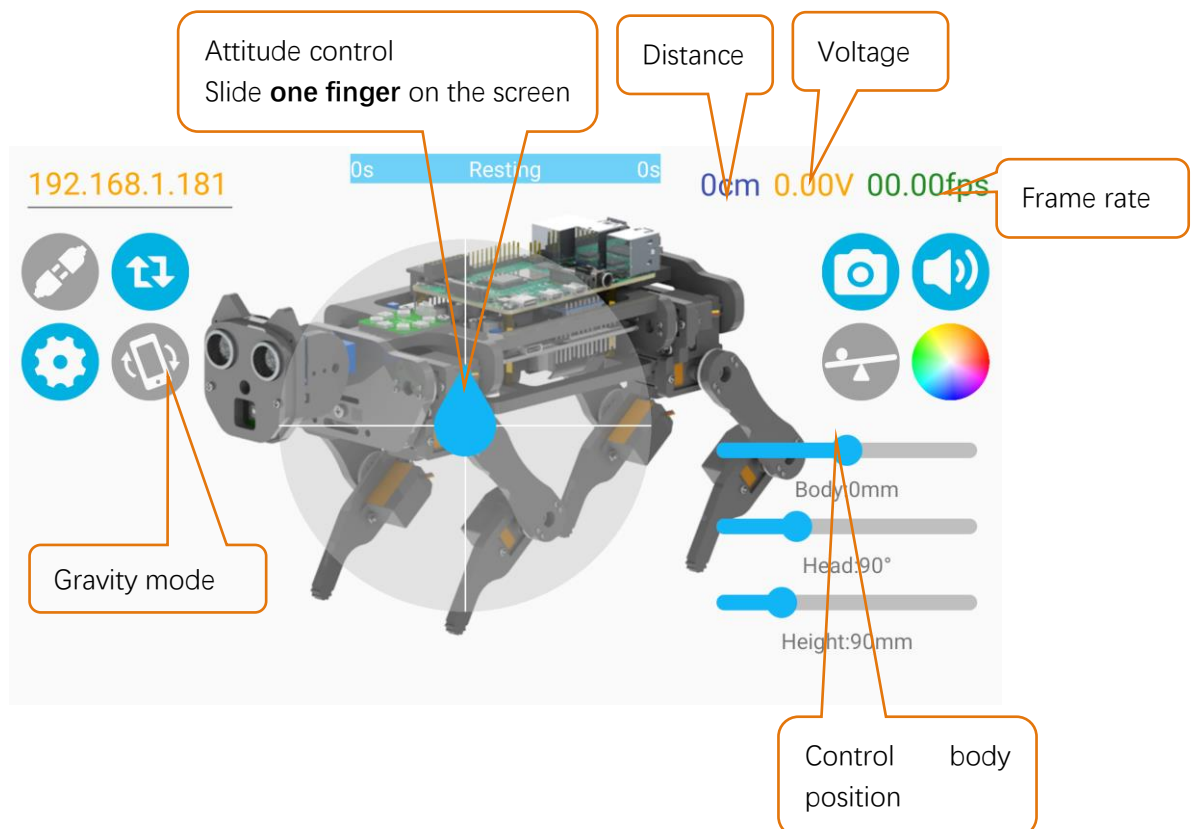 Attitude control
Slide one finger on the screen
Distance
Voltage
192.168.1.181
0s Resting 0s
0cm 0.00V 00.00fps
Frame rate
Gravity mode
Body:0mm
Head:90°
Height:90mm
Control body
position